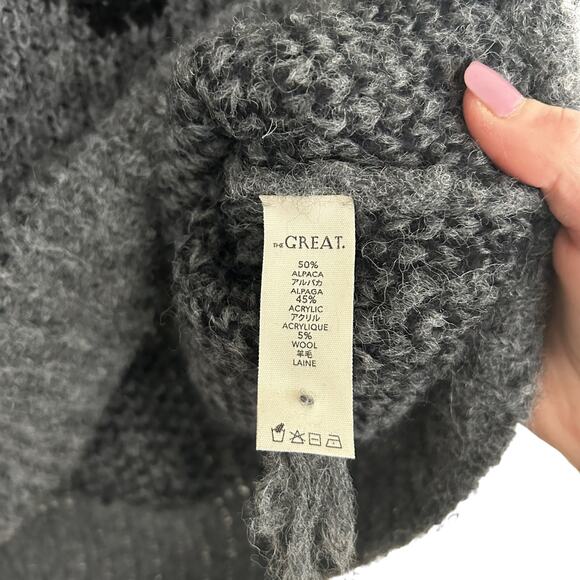 THE GREAT.
50%
ALPACA
アルパカ
ALPAGA
45%
ACRYLIC
アクリル
ACRYLIQUE
5%
WOOL
羊毛
LAINE